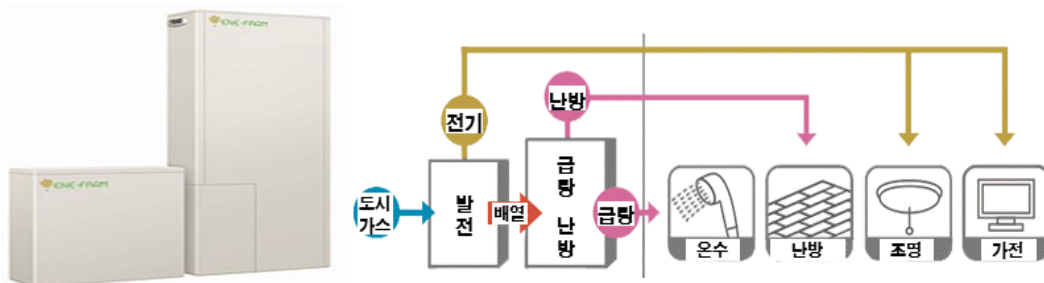 ENE-FARM
ENE-FARM
전기
난방
도시
가스
발
전
배열
급
탕
난
방
급탕
온수
난방
조명
가전